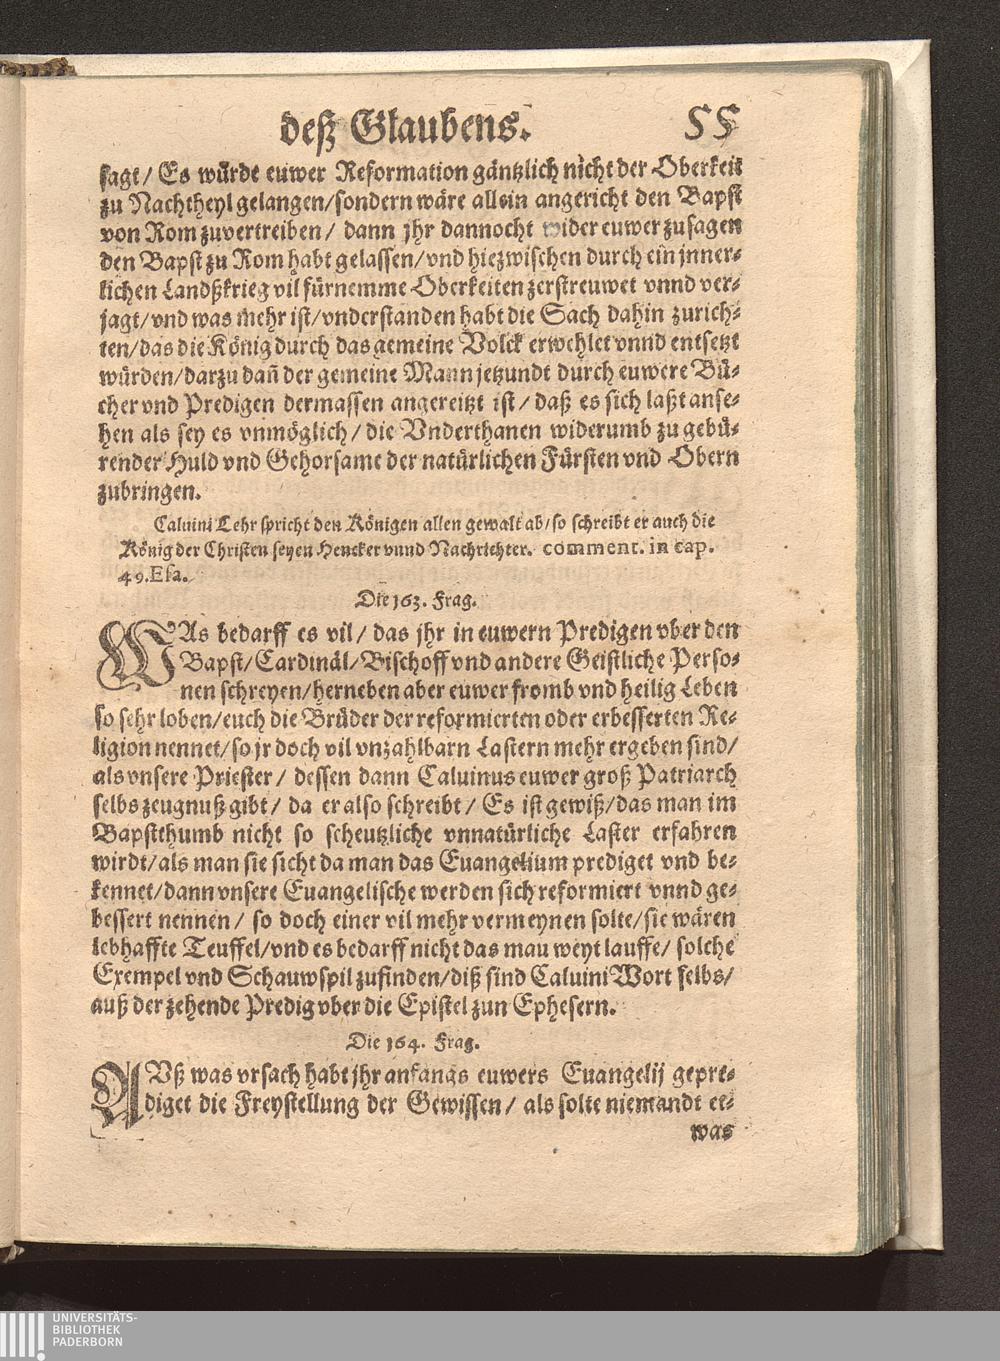 deß Glaubens. 55
sagt/ Es würde euwer Reformation gäntzlich nicht der Oberkeit
zu Nachtheyl gelangen/sondern wäre allein angericht den Bapst
von Rom zuvertreiben/ dann jhr dannocht wider euwer zusagen
den Bapst zu Rom habt gelassen/vnd hiezwischen durch ein jnner-
lichen Landßkrieg vil fürnemme Oberkeiten zerstreuwet vnnd ver-
jagt/vnd was mehr ist/vnderstanden habt die Sach dahin zurich-
ten/das die König durch das gemeine Volck erwehlet vnnd entsetzt
würden/darzu dañ der gemeine Mann jetzundt durch euwere Bü-
cher vnd Predigen dermassen angereitzt ist/ daß es sich laßt anse-
hen als sey es vnmöglich/ die Vnderthanen widerumb zu gebü-
render Huld vnd Gehorsame der natürlichen Fürsten vnd Obern
zubringen.
Caluini Lehr spricht den Königen allen gewalt ab/so schreibt er auch die
König der Christen seyen Hencker vnnd Nachrichter. comment. in cap.
49.Esa.
Die 163. Frag.
WAs bedarff es vil/ das jhr in euwern Predigen vber den
Bapst/Cardinäl/Bischoff vnd andere Geistliche Perso-
nen schreyen/herneben aber euwer fromb vnd heilig Leben
so sehr loben/euch die Brüder der reformierten oder erbesserten Re-
ligion nennet/so jr doch vil vnzahlbarn Lastern mehr ergeben sind/
als vnsere Priester/ dessen dann Caluinus euwer groß Patriarch
selbs zeugnuß gibt/ da er also schreibt/ Es ist gewiß/das man im
Bapstthumb nicht so scheutzliche vnnatürliche Laster erfahren
wirdt/als man sie sicht da man das Euangelium prediget vnd be-
kennet/dann vnsere Euangelische werden sich reformiert vnnd ge-
bessert nennen/ so doch einer vil mehr vermeynen solte/sie wären
lebhaffte Teuffel/vnd es bedarff nicht das mau weyt lauffe/ solche
Exempel vnd Schauwspil zufinden/diß sind Caluini Wort selbs/
auß der zehende Predig vber die Epistel zun Ephesern.
Die 164. Frag.
AVß was vrsach habt jhr anfangs euwers Euangelij gepre-
diget die Freystellung der Gewissen/ als solte niemandt et-
was
UNIVERSITÄTS-
BIBLIOTHEK
PADERBORN